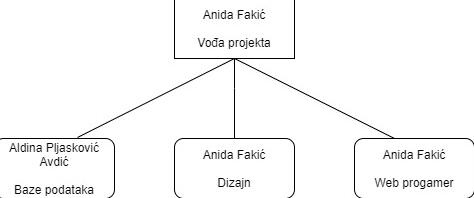 Anida Fakić
Vođa projekta
Aldina Pljasković
Avdić
Baze podataka
Anida Fakić
Dizajn
Anida Fakić
Web progamer